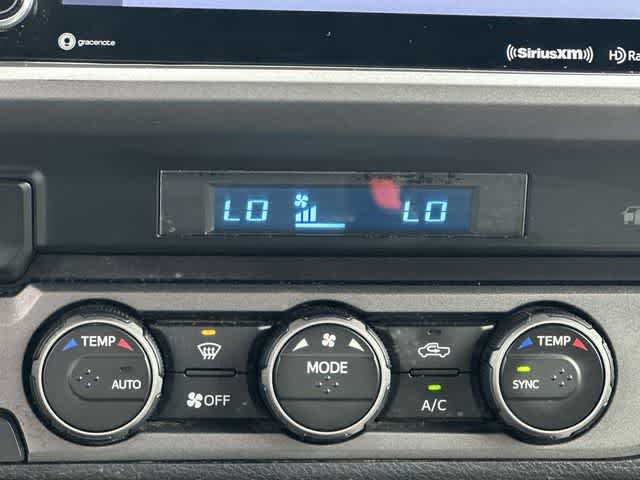 gracenote
SiriusXM
HD Ra
LO LO
TEMP
AUTO
OFF
MODE
A/C
TEMP
SYNC